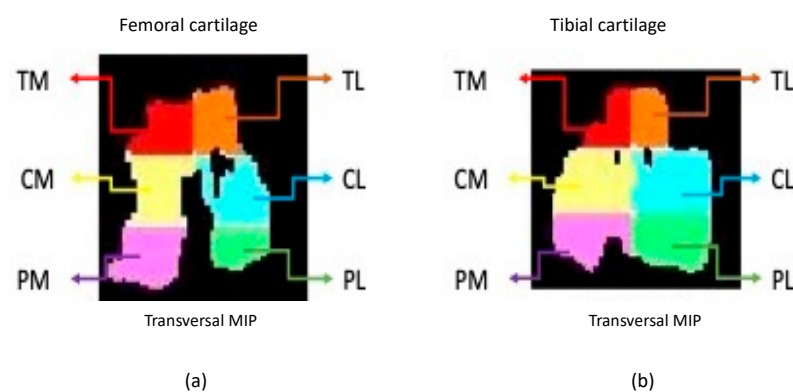 Femoral cartilage
Tibial cartilage
TM
TL
CM
CL
PM
PL
TM
TL
CM
CL
PM
PL
Transversal MIP
Transversal MIP
(a)
(b)